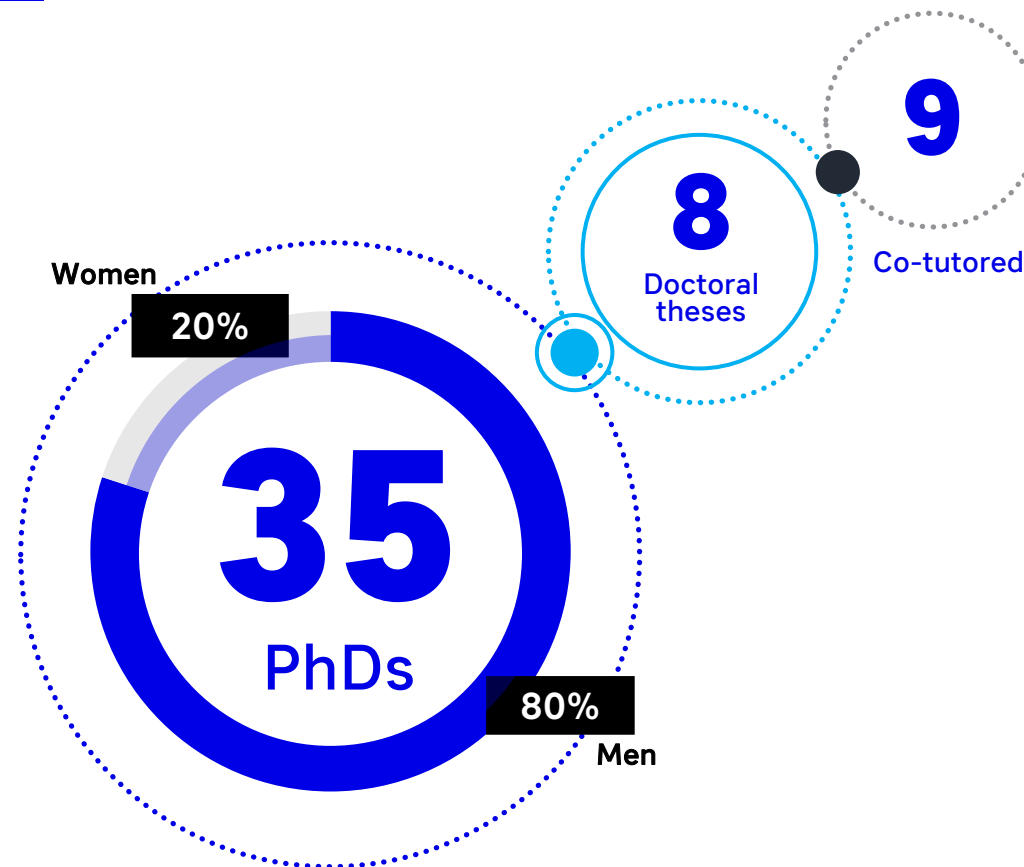 9
8
Doctoral
theses
Co-tutored
Women
20%
35
PhDs
80%
Men